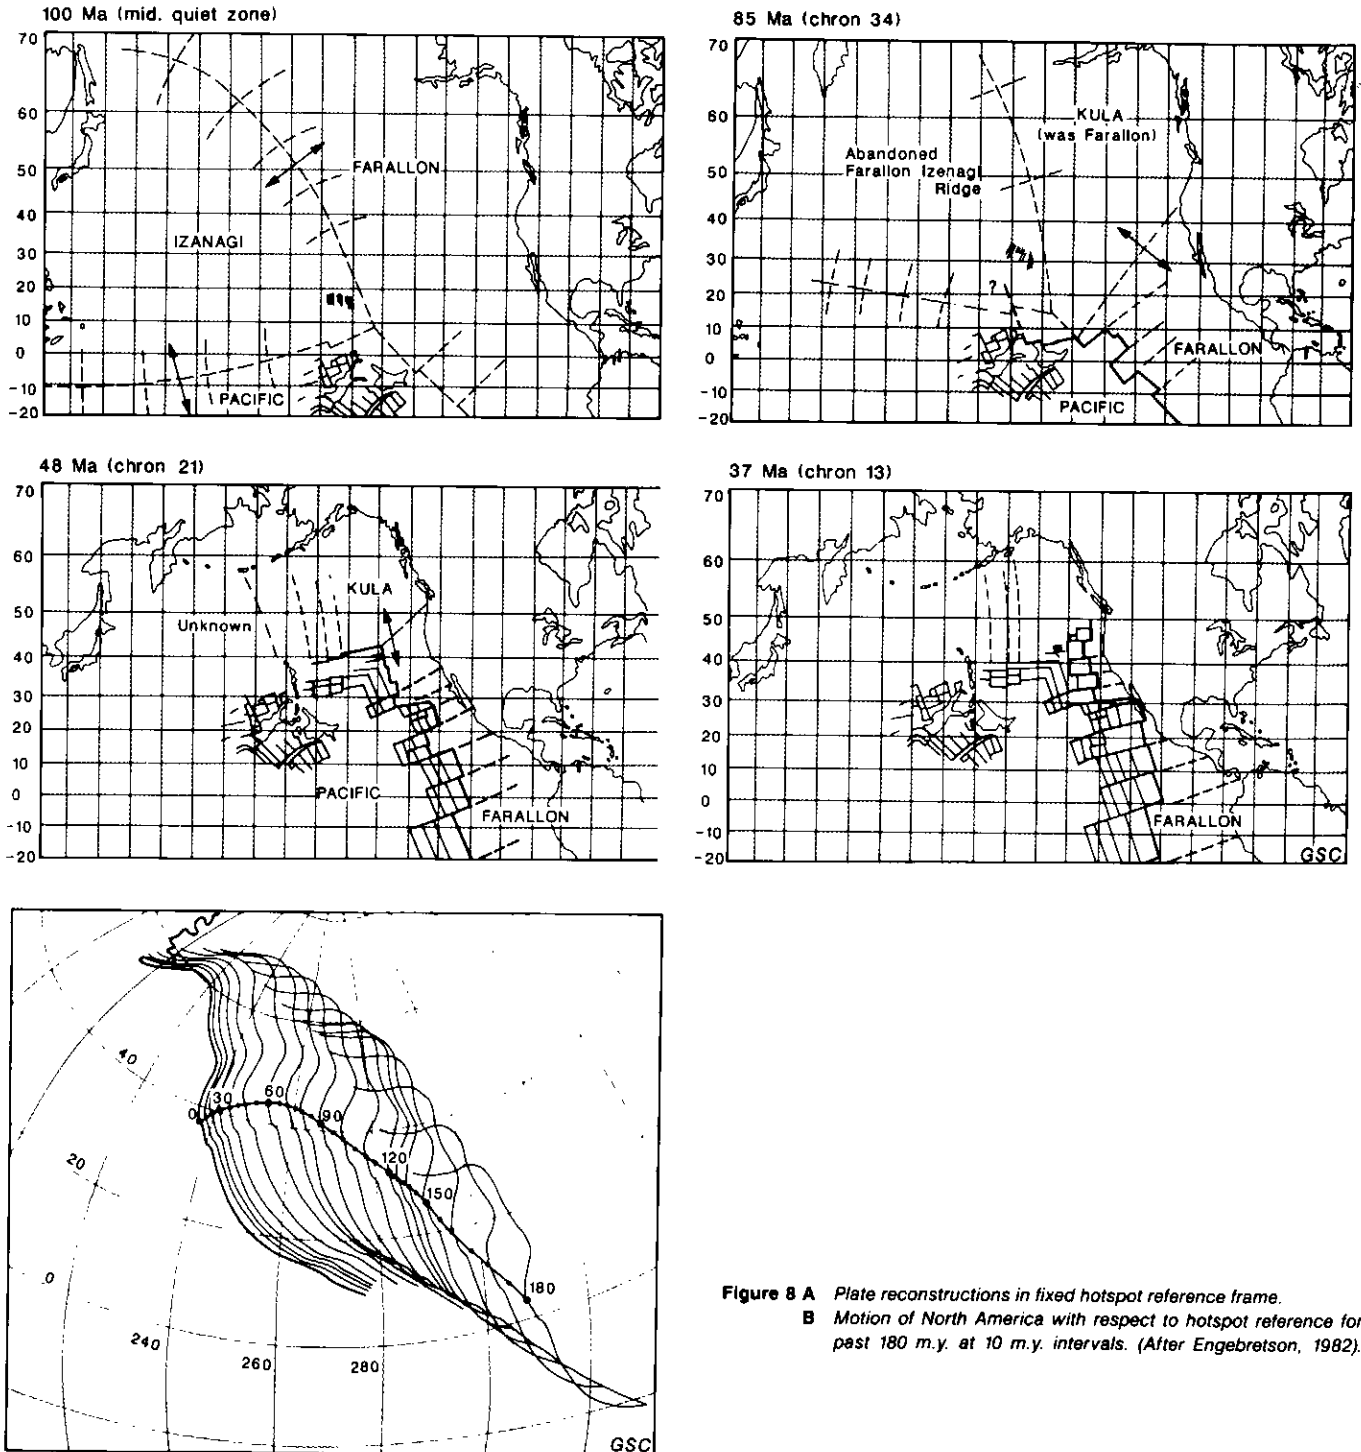 100 Ma (mid. quiet zone)
70
60
50
40
30
20
10
0
-10
-20
FARALLON
IZANAGI
PACIFIC
85 Ma (chron 34)
70
60
50
40
30
20
10
0
-10
-20
KULA
(was Farallon)
Abandoned
Farallon Izenagi
Ridge
?
FARALLON
PACIFIC
48 Ma (chron 21)
70
60
50
40
30
20
10
0
-10
-20
KULA
Unknown
PACIFIC
FARALLON
37 Ma (chron 13)
70
60
50
40
30
20
10
0
-10
-20
FARALLON
GSC
40
20
0
240
260
280
0
30
60
90
120
150
180
GSC
Figure 8 A Plate reconstructions in fixed hotspot reference frame.
B Motion of North America with respect to hotspot reference for
past 180 m.y. at 10 m.y. intervals. (After Engebretson, 1982).